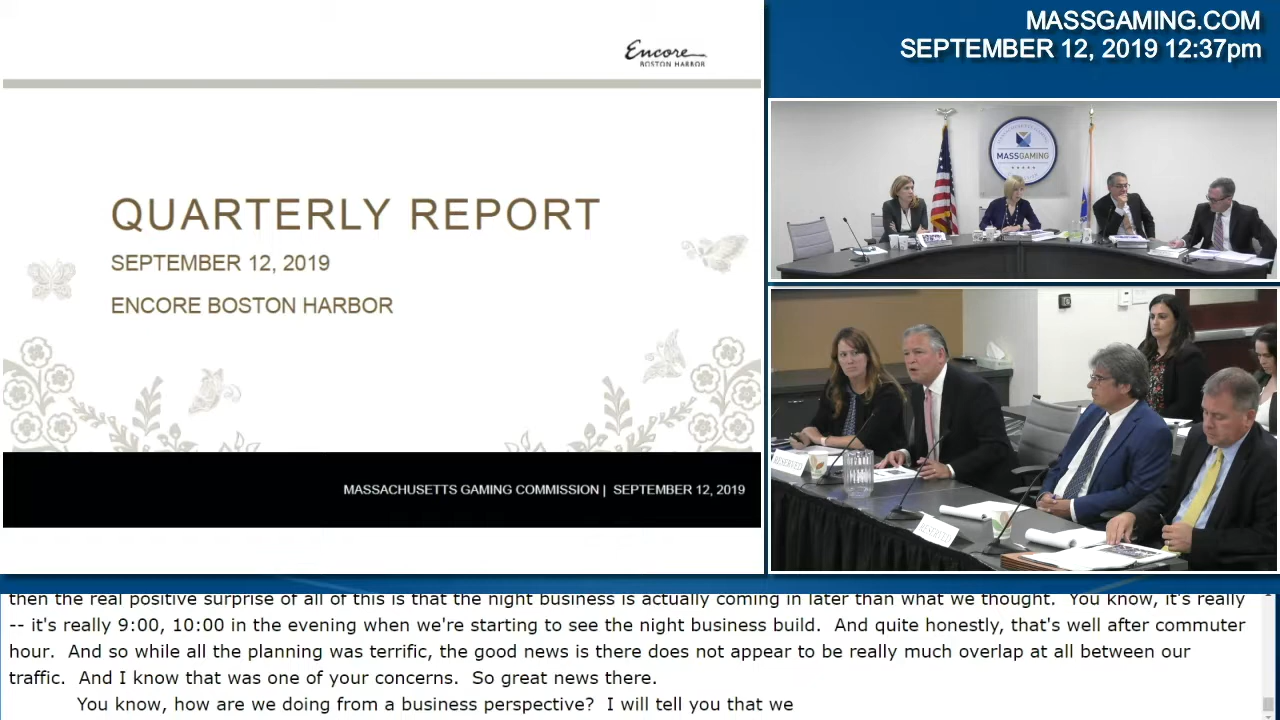 Encore
BOSTON HARBOR
QUARTERLY REPORT
SEPTEMBER 12, 2019
ENCORE BOSTON HARBOR
MASSACHUSETTS GAMING COMMISSION | SEPTEMBER 12, 2019
MASSGAMING.COM
SEPTEMBER 12, 2019 12:37pm
MASSGAMING
RESERVED
RESERVED
then the real positive surprise of all of this is that the night business is actually coming in later than what we thought. You know, it's really
-- it's really 9:00, 10:00 in the evening when we're starting to see the night business build. And quite honestly, that's well after commuter
hour. And so while all the planning was terrific, the good news is there does not appear to be really much overlap at all between our
traffic. And I know that was one of your concerns. So great news there.
You know, how are we doing from a business perspective? I will tell you that we